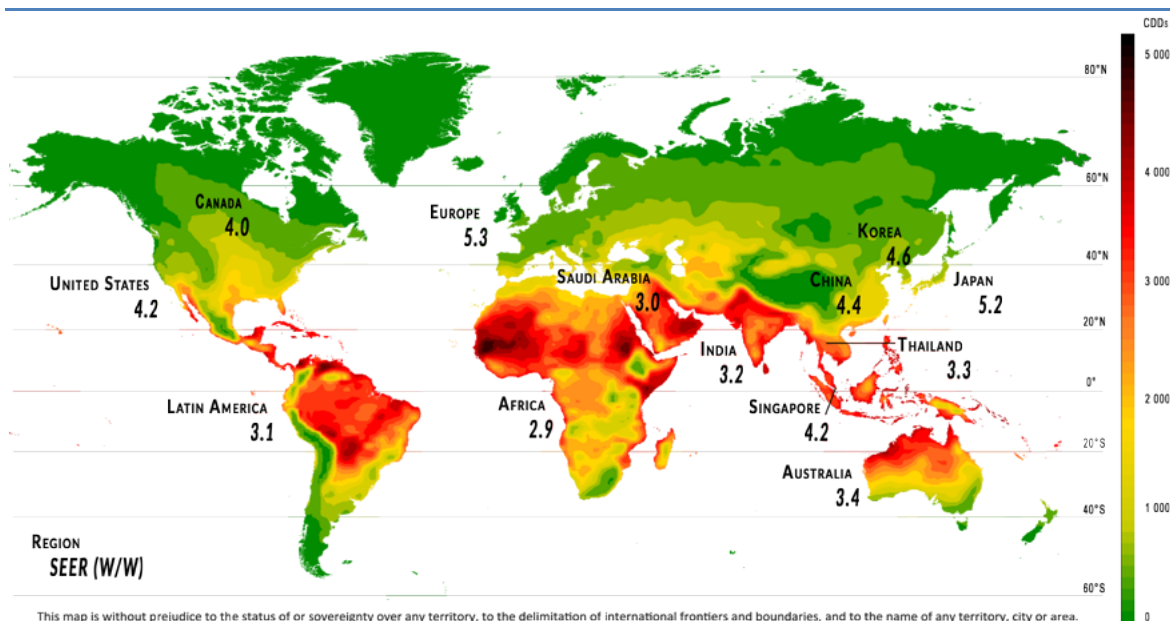 CDDs
5 000
80°N
4 000
60°N
CANADA
4.0
EUROPE
5.3
KOREA
4.6
40°N
UNITED STATES
4.2
SAUDI ARABIA
3.0
CHINA
4.4
JAPAN
5.2
3 000
20°N
INDIA
3.2
THAILAND
3.3
0°
2 000
LATIN AMERICA
3.1
AFRICA
2.9
SINGAPORE
4.2
20°S
AUSTRALIA
3.4
1 000
40°S
REGION
SEER (W/W)
60°S
0
This map is without prejudice to the status of or sovereignty over any territory, to the delimitation of international frontiers and boundaries, and to the name of any territory, city or area.